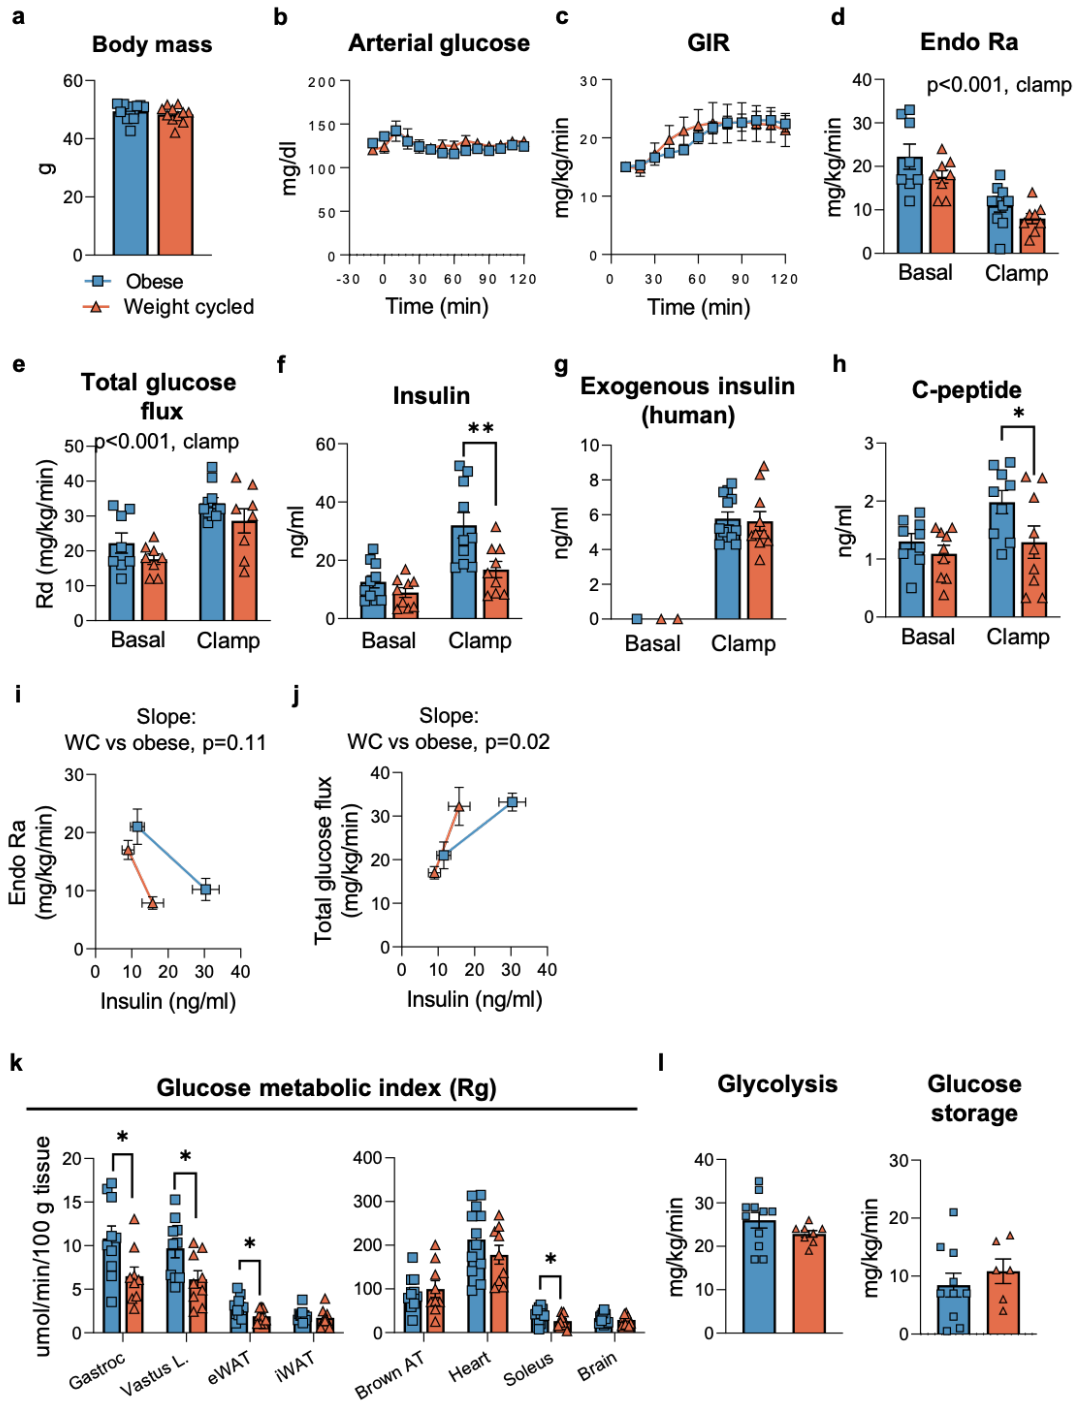 a
Body mass
60
40
20
0
g
Obese
Weight cycled
b
Arterial glucose
200
150
100
50
0
mg/dl
-30 0 30 60 90 120
Time (min)
c
GIR
30
20
10
0
mg/kg/min
0 30 60 90 120
Time (min)
d
Endo Ra
p<0.001, clamp
40
30
20
10
0
mg/kg/min
Basal Clamp
e
Total glucose
flux
p<0.001, clamp
50
40
30
20
10
0
Rd (mg/kg/min)
Basal Clamp
f
Insulin
**
60
40
20
0
ng/ml
Basal Clamp
g
Exogenous insulin
(human)
10
8
6
4
2
0
ng/ml
Basal Clamp
h
C-peptide
*
3
2
1
0
ng/ml
Basal Clamp
i
Slope:
WC vs obese, p=0.11
30
20
10
0
Endo Ra
(mg/kg/min)
0 10 20 30 40
Insulin (ng/ml)
j
Slope:
WC vs obese, p=0.02
40
30
20
10
0
Total glucose flux
(mg/kg/min)
0 10 20 30 40
Insulin (ng/ml)
k
Glucose metabolic index (Rg)
20
15
10
5
0
umol/min/100 g tissue
* * *
Gastroc Vastus L. eWAT iWAT
400
300
200
100
0
*
Brown AT Heart Soleus Brain
l
Glycolysis
40
30
20
10
0
mg/kg/min
Glucose
storage
30
20
10
0
mg/kg/min